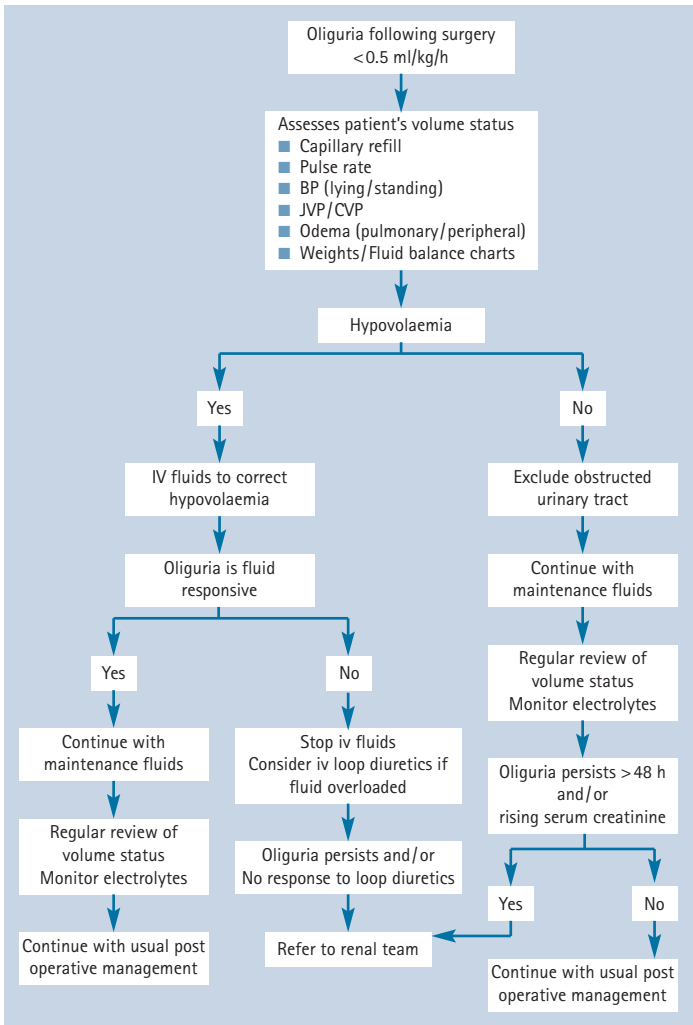 Oliguria following surgery
<0.5 ml/kg/h
Assesses patient's volume status
Capillary refill
Pulse rate
BP (lying/standing)
JVP/CVP
Odema (pulmonary/peripheral)
Weights/Fluid balance charts
Hypovolaemia
Yes
No
IV fluids to correct
hypovolaemia
Exclude obstructed
urinary tract
Oliguria is fluid
responsive
Continue with
maintenance fluids
Yes
No
Regular review of
volume status
Monitor electrolytes
Continue with
maintenance fluids
Stop iv fluids
Consider iv loop diuretics if
fluid overloaded
Oliguria persists >48 h
and/or
rising serum creatinine
Regular review of
volume status
Monitor electrolytes
Oliguria persists and/or
No response to loop diuretics
Yes
No
Continue with usual post
operative management
Refer to renal team
Continue with usual post
operative management